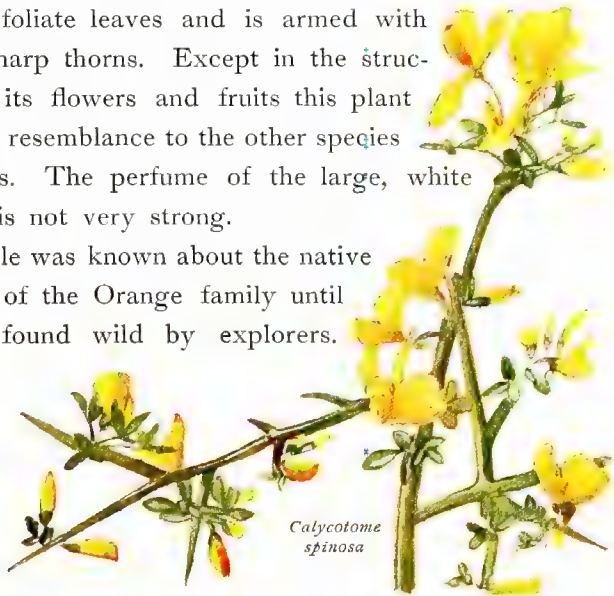 foliate leaves and is armed with
harp thorns. Except in the struc-
its flowers and fruits this plant
resemblance to the other species
s. The perfume of the large, white
is not very strong.
le was known about the native
of the Orange family until
found wild by explorers.
Calycotome
spinosa